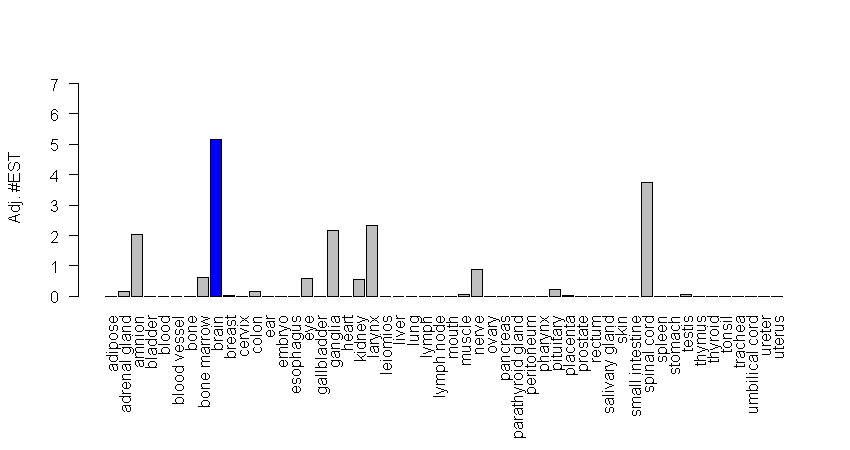 Adj. #EST
7
6
5
4
3
2
1
0
adipose
adrenal gland
amnion
bladder
blood
blood vessel
bone
bone marrow
brain
breast
cervix
colon
ear
embryo
esophagus
eye
gallbladder
ganglia
heart
kidney
larynx
leiomios
liver
lung
lymph
lymph node
mouth
muscle
nerve
ovary
pancreas
parathyroid gland
peritoneum
pharynx
pituitary
placenta
prostate
rectum
salivary gland
skin
small intestine
spinal cord
spleen
stomach
testis
thymus
thyroid
tonsil
trachea
umbilical cord
ureter
uterus